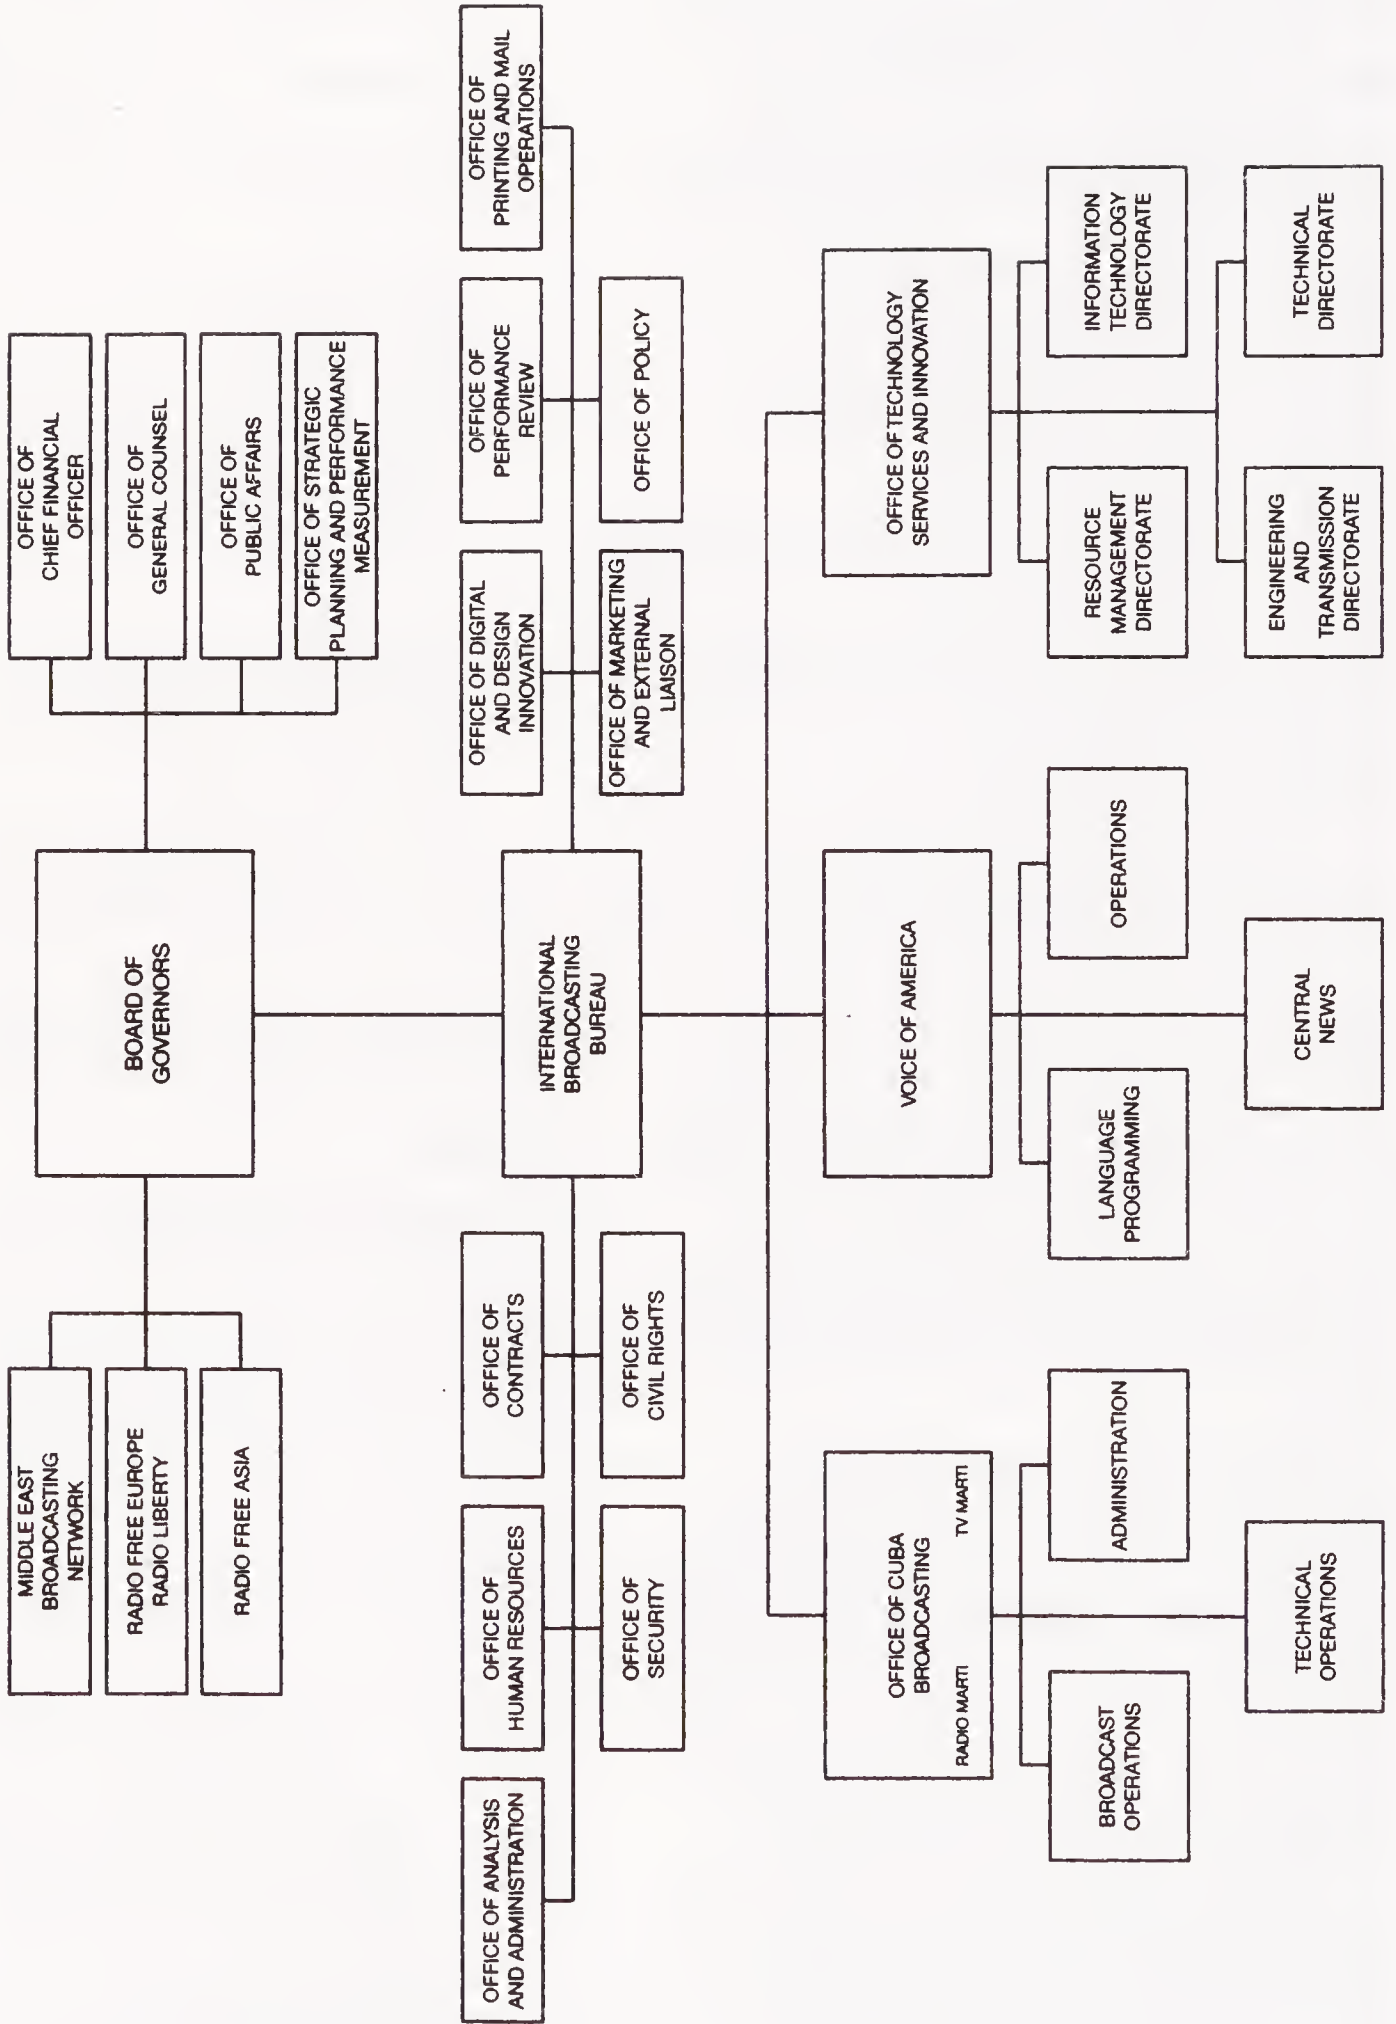 BOARD OF
GOVERNORS
MIDDLE EAST
BROADCASTING
NETWORK
RADIO FREE EUROPE
RADIO LIBERTY
RADIO FREE ASIA
OFFICE OF
CHIEF FINANCIAL
OFFICER
OFFICE OF
GENERAL COUNSEL
OFFICE OF
PUBLIC AFFAIRS
OFFICE OF STRATEGIC
PLANNING AND PERFORMANCE
MEASUREMENT
INTERNATIONAL
BROADCASTING
BUREAU
OFFICE OF ANALYSIS
AND ADMINISTRATION
OFFICE OF
HUMAN RESOURCES
OFFICE OF
CONTRACTS
OFFICE OF
SECURITY
OFFICE OF
CIVIL RIGHTS
OFFICE OF DIGITAL
AND DESIGN
INNOVATION
OFFICE OF
PERFORMANCE
REVIEW
OFFICE OF
PRINTING AND MAIL
OPERATIONS
OFFICE OF MARKETING
AND EXTERNAL
LIAISON
OFFICE OF POLICY
OFFICE OF CUBA
BROADCASTING
RADIO MARTI
TV MARTI
BROADCAST
OPERATIONS
ADMINISTRATION
TECHNICAL
OPERATIONS
VOICE OF AMERICA
LANGUAGE
PROGRAMMING
OPERATIONS
CENTRAL
NEWS
OFFICE OF TECHNOLOGY
SERVICES AND INNOVATION
RESOURCE
MANAGEMENT
DIRECTORATE
INFORMATION
TECHNOLOGY
DIRECTORATE
ENGINEERING
AND
TRANSMISSION
DIRECTORATE
TECHNICAL
DIRECTORATE